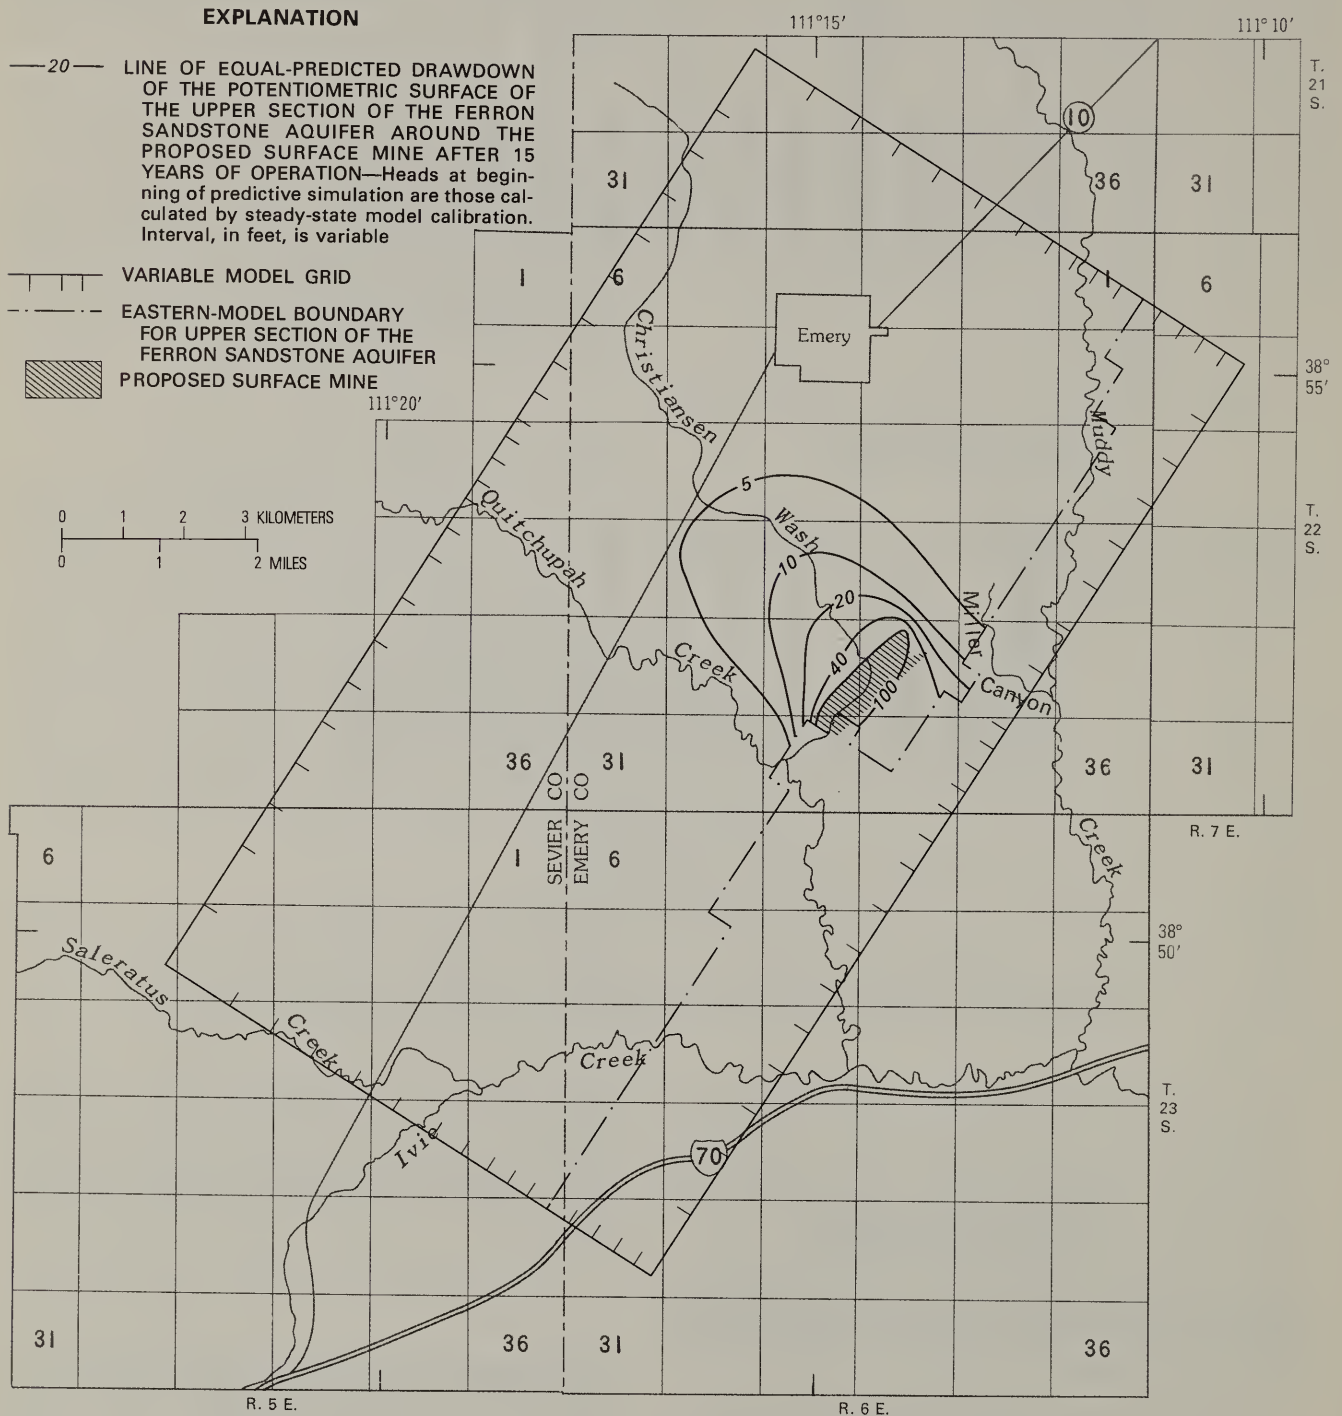 EXPLANATION
—20— LINE OF EQUAL-PREDICTED DRAWDOWN
OF THE POTENTIOMETRIC SURFACE OF
THE UPPER SECTION OF THE FERRON
SANDSTONE AQUIFER AROUND THE
PROPOSED SURFACE MINE AFTER 15
YEARS OF OPERATION—Heads at begin-
ning of predictive simulation are those cal-
culated by steady-state model calibration.
Interval, in feet, is variable
VARIABLE MODEL GRID
EASTERN-MODEL BOUNDARY
FOR UPPER SECTION OF THE
FERRON SANDSTONE AQUIFER
PROPOSED SURFACE MINE
0 1 2 3 KILOMETERS
0 1 2 MILES
111°15′
111°10′
T.
21
S.
10
31
36
31
1
6
1
6
Emery
38°
55′
111°20′
Christiansen
Wash
Muddy
Quitchupah
Creek
5
10
20
40
100
T.
22
S.
Miller
Canyon
36
31
36
31
SEVIER CO
EMERY CO
R. 7 E.
6
1
6
Creek
38°
50′
Saleratus
Creek
Creek
Ivie
70
T.
23
S.
31
36
31
36
R. 5 E.
R. 6 E.